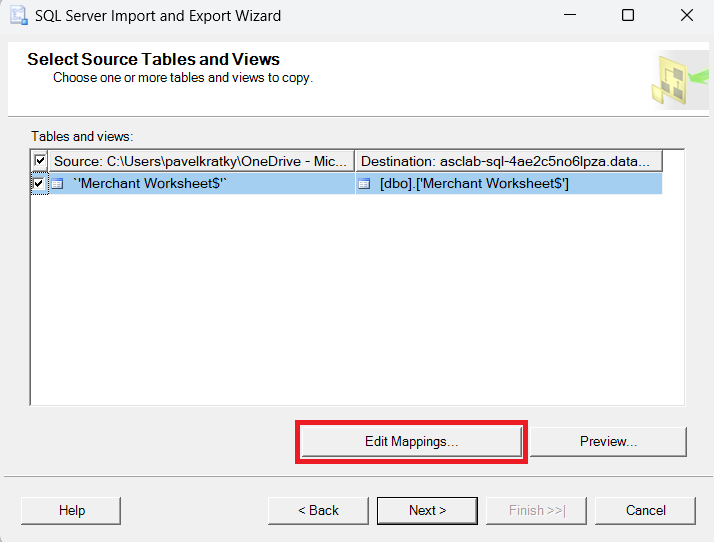 SQL Server Import and Export Wizard
Select Source Tables and Views
Choose one or more tables and views to copy.
Tables and views:
Source: C:\Users\pavelkratky\OneDrive - Mic... Destination: asclab-sql-4ae2c5no6lpza.data...
`'Merchant Worksheet$'` [dbo].['Merchant Worksheet$']
Edit Mappings... Preview...
Help < Back Next > Finish >>| Cancel